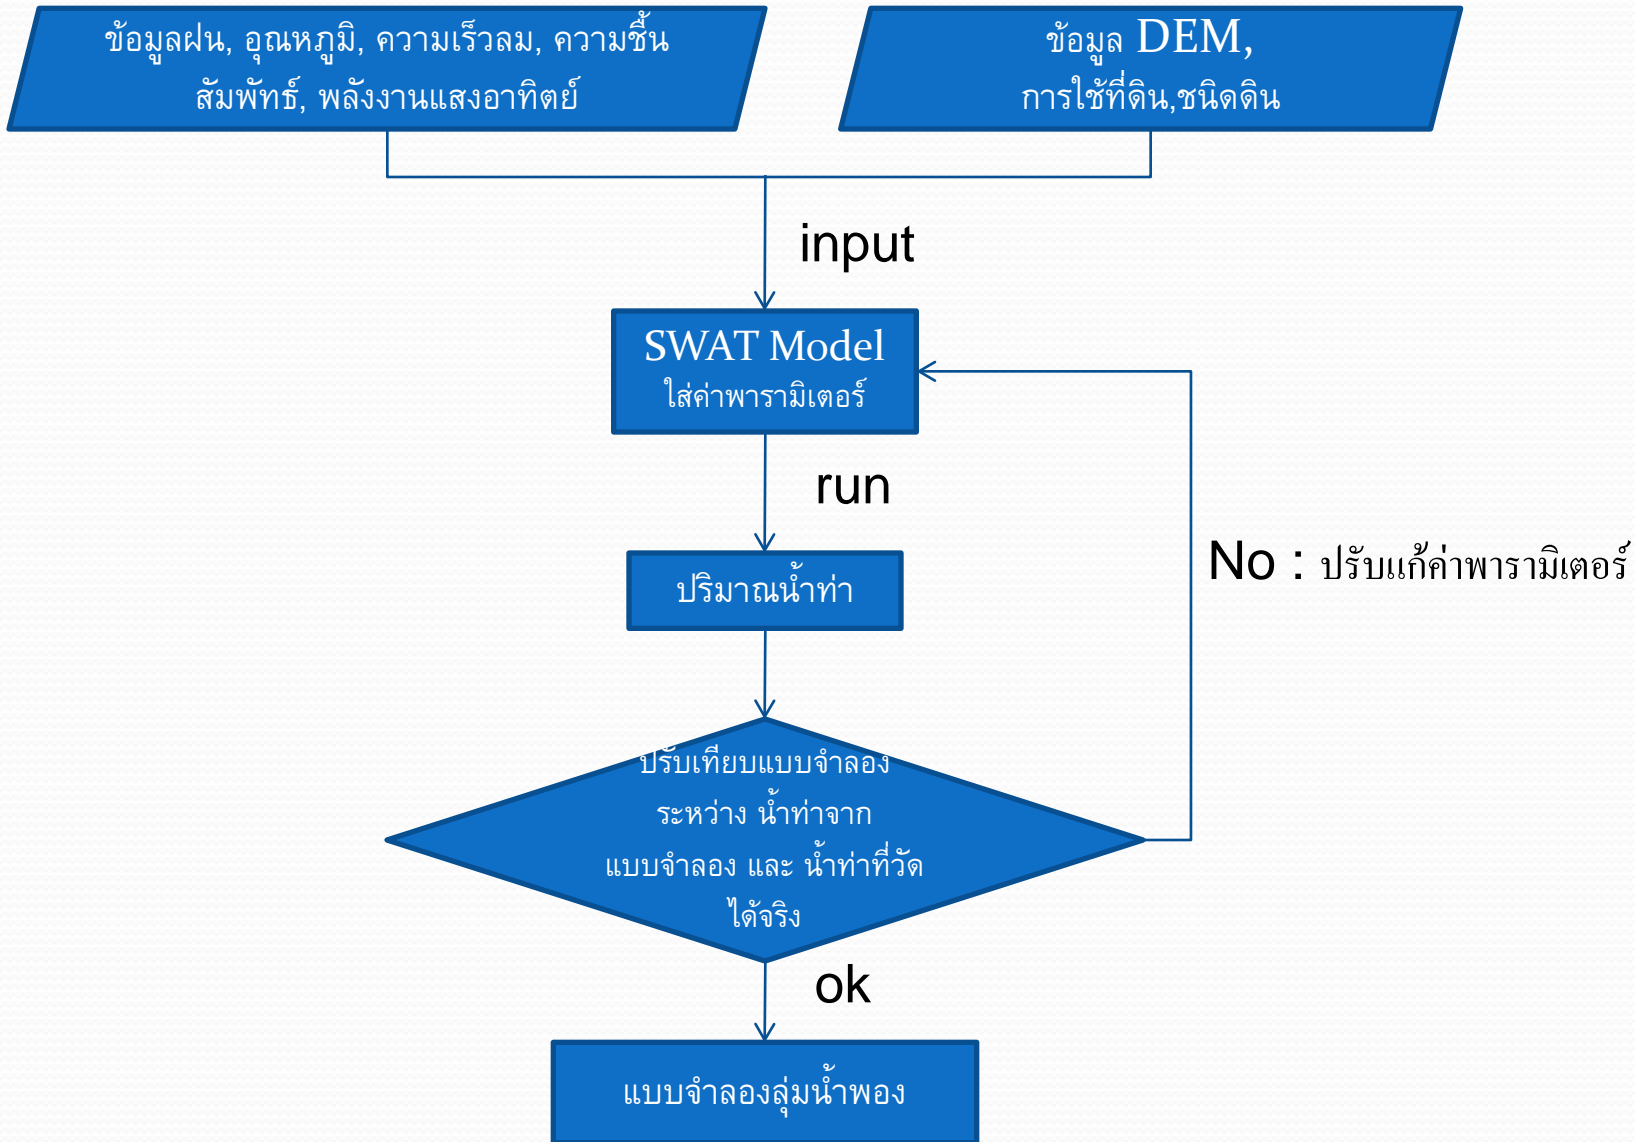 ข้อมูลฝน, อุณหภูมิ, ความเร็วลม, ความชื้น
สัมพัทธ์, พลังงานแสงอาทิตย์
ข้อมูล DEM,
การใช้ที่ดิน,ชนิดดิน
input
SWAT Model
ใส่ค่าพารามิเตอร์
run
No : ปรับแก้ค่าพารามิเตอร์
ปริมาณน้ำท่า
ปรับเทียบแบบจำลอง
ระหว่าง น้ำท่าจาก
แบบจำลอง และ น้ำท่าที่วัด
ได้จริง
ok
แบบจำลองลุ่มน้ำพอง